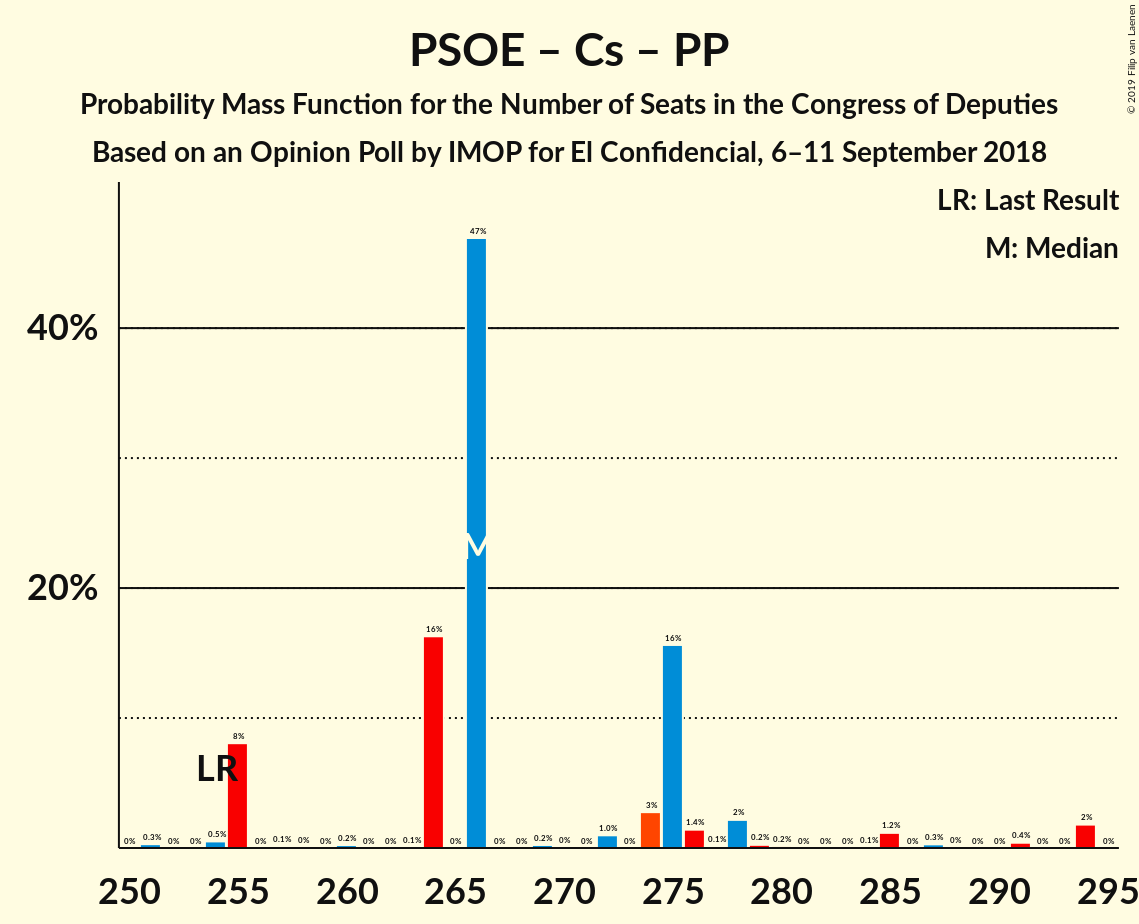 PSOE – Cs – PP
Probability Mass Function for the Number of Seats in the Congress of Deputies
Based on an Opinion Poll by IMOP for El Confidencial, 6–11 September 2018
© 2019 Filip van Laenen
LR: Last Result
M: Median
40%
20%
47%
16%
16%
8%
3%
2%
2%
1.4%
1.2%
1.0%
LR
M
0% 0.3% 0% 0% 0.5% 0% 0.1% 0% 0% 0.2% 0% 0% 0.1% 0% 0% 0% 0.2% 0% 0% 0% 0.1% 0.2% 0.2% 0% 0% 0% 0.1% 0% 0.3% 0% 0% 0% 0.4% 0% 0% 0%
250 255 260 265 270 275 280 285 290 295